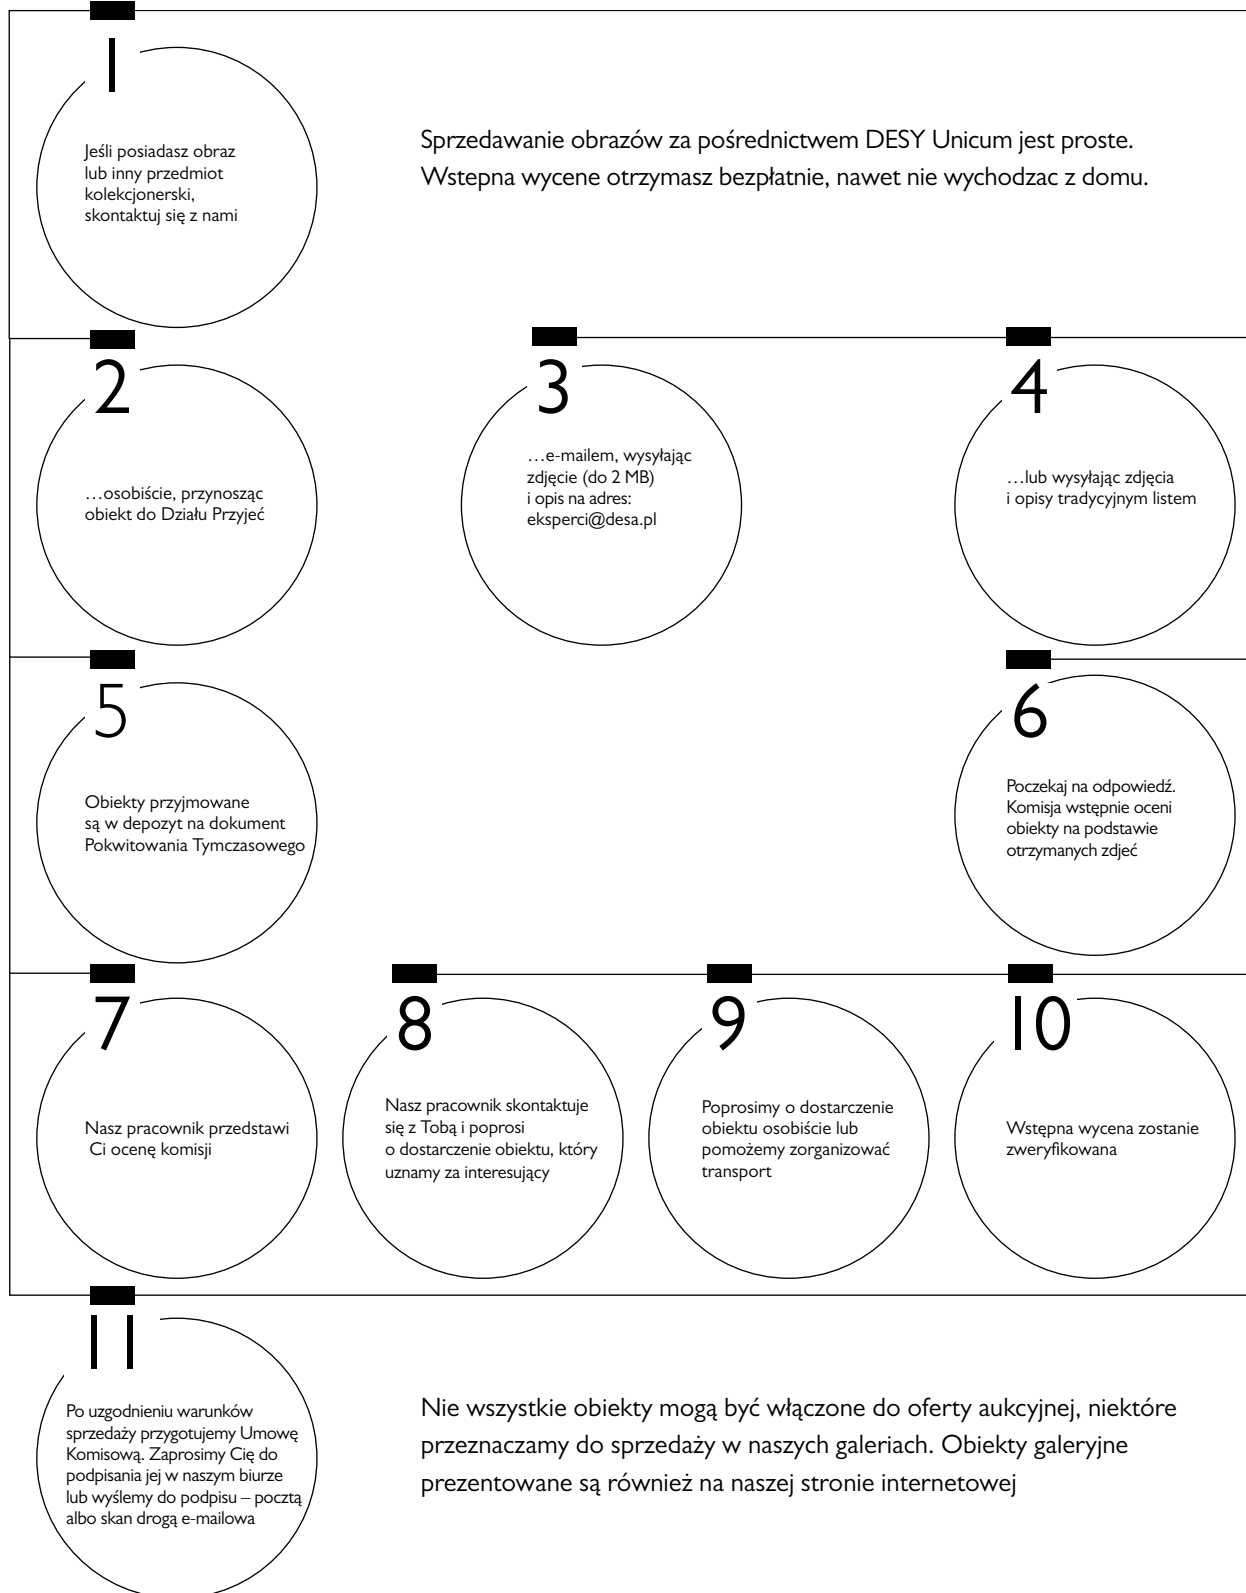 1
Jeśli posiadasz obraz
lub inny przedmiot
kolekcjonerski,
skontaktuj się z nami
Sprzedawanie obrazów za pośrednictwem DESY Unicum jest proste.
Wstepna wycene otrzymasz bezpłatnie, nawet nie wychodzac z domu.
2
…osobiście, przynosząc
obiekt do Działu Przyjeć
3
…e-mailem, wysyłając
zdjęcie (do 2 MB)
i opis na adres:
eksperci@desa.pl
4
…lub wysyłając zdjęcia
i opisy tradycyjnym listem
5
Obiekty przyjmowane
są w depozyt na dokument
Pokwitowania Tymczasowego
6
Poczekaj na odpowiedź.
Komisja wstępnie oceni
obiekty na podstawie
otrzymanych zdjeć
7
Nasz pracownik przedstawi
Ci ocenę komisji
8
Nasz pracownik skontaktuje
się z Tobą i poprosi
o dostarczenie obiektu, który
uznamy za interesujący
9
Poprosimy o dostarczenie
obiektu osobiście lub
pomożemy zorganizować
transport
10
Wstępna wycena zostanie
zweryfikowana
11
Po uzgodnieniu warunków
sprzedaży przygotujemy Umowę
Komisową. Zaprosimy Cię do
podpisania jej w naszym biurze
lub wyślemy do podpisu – pocztą
albo skan drogą e-mailowa
Nie wszystkie obiekty mogą być włączone do oferty aukcyjnej, niektóre
przeznaczamy do sprzedaży w naszych galeriach. Obiekty galeryjne
prezentowane są również na naszej stronie internetowej